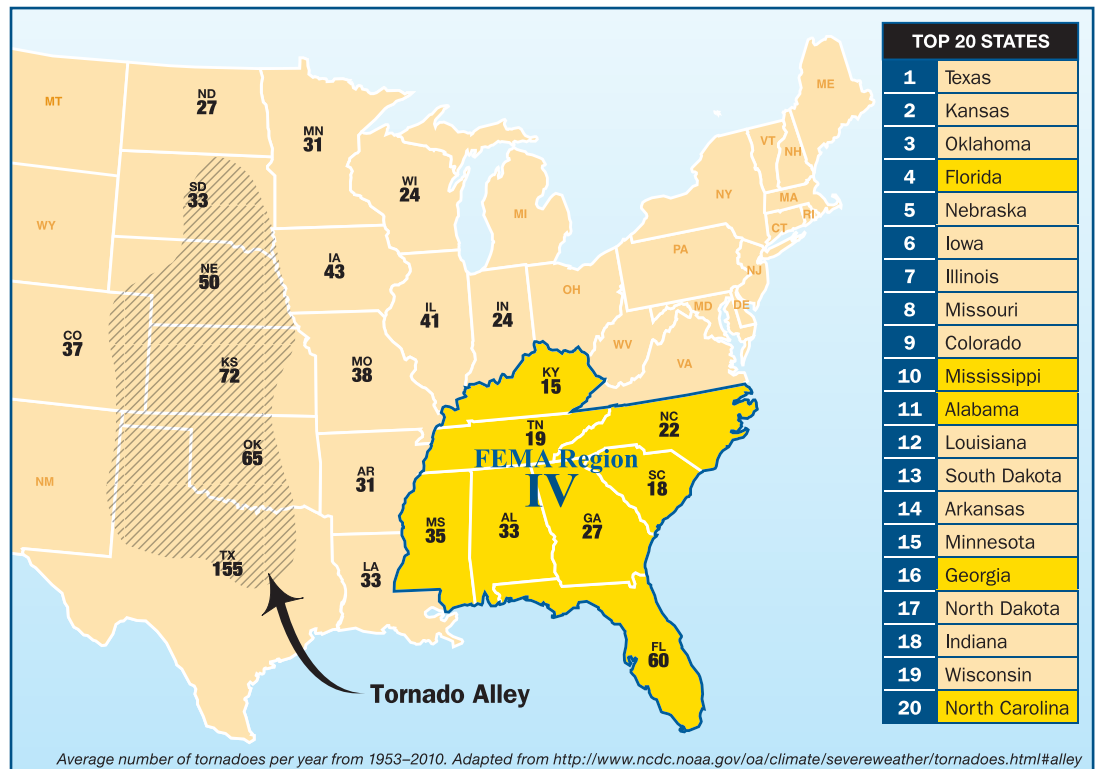 MT
ND
27
MN
31
ME
VT
NH
SD
33
WI
24
MI
NY
MA
CT
RI
WY
NE
50
IA
43
PA
NJ
IL
41
IN
24
OH
MD
DE
CO
37
KS
72
MO
38
WV
VA
KY
15
NC
22
TN
19
FEMA Region
IV
OK
65
AR
31
SC
18
NM
MS
35
AL
33
GA
27
TX
155
LA
33
FL
60
Tornado Alley
TOP 20 STATES
1 Texas
2 Kansas
3 Oklahoma
4 Florida
5 Nebraska
6 Iowa
7 Illinois
8 Missouri
9 Colorado
10 Mississippi
11 Alabama
12 Louisiana
13 South Dakota
14 Arkansas
15 Minnesota
16 Georgia
17 North Dakota
18 Indiana
19 Wisconsin
20 North Carolina
Average number of tornadoes per year from 1953–2010. Adapted from http://www.ncdc.noaa.gov/oa/climate/severeweather/tornadoes.html#alley